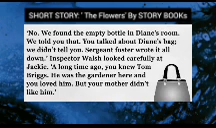 SHORT STORY: ' The Flowers' By STORY BOOKs
'No. We found the empty bottle in Diane's room.
We told you that. You talked about Diane's bag;
we didn't tell you. Sergeant foster wrote it all
down.' Inspector Walsh looked carefully at
Jackie. 'A long time ago, you knew Tom
Briggs. He was the gardener here and
you loved him. But your mother didn't
like him.'